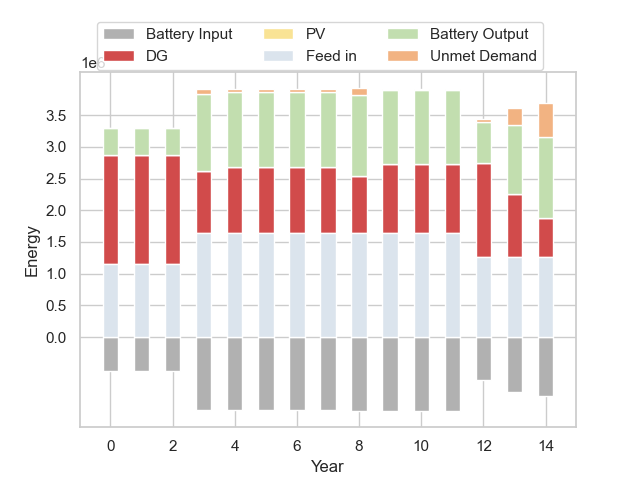 Battery Input PV Battery Output
DG Feed in Unmet Demand
1e6
3.5
3.0
2.5
2.0
1.5
1.0
0.5
0.0
Energy
0 2 4 6 8 10 12 14
Year